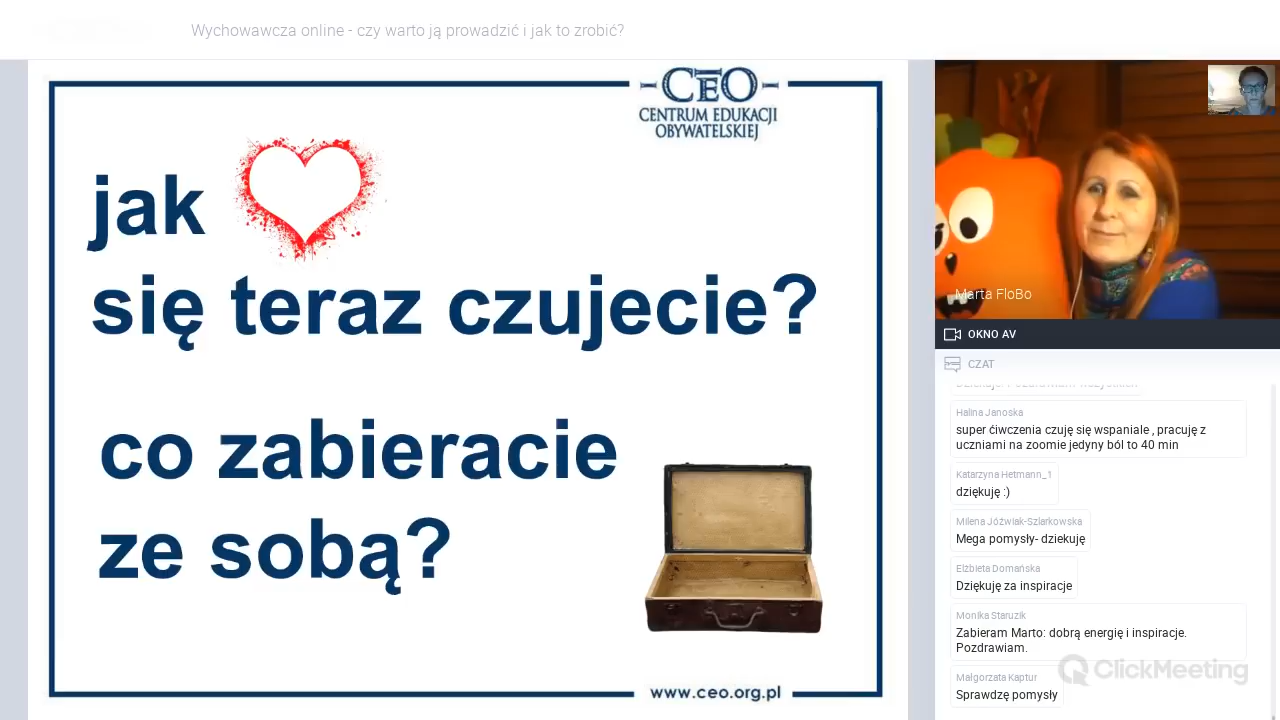 Wychowawcza online - czy warto ją prowadzić i jak to zrobić?
CEO
CENTRUM EDUKACJI
OBYWATELSKIEJ
jak
się teraz czujecie?
co zabieracie
ze sobą?
www.ceo.org.pl
Marta FloBo
OKNO AV
CZAT
Halina Janoska
super ćiwczenia czuję się wspaniale , pracuję z
uczniami na zoomie jedyny ból to 40 min
Katarzyna Hetmann_1
dziękuję :)
Milena Jóźwiak-Szlarkowska
Mega pomysły- dziekuję
Elżbieta Domańska
Dziękuję za inspiracje
Monika Staruzik
Zabieram Marto: dobrą energię i inspiracje.
Pozdrawiam.
Małgorzata Kaptur
Sprawdzę pomysły
ClickMeeting